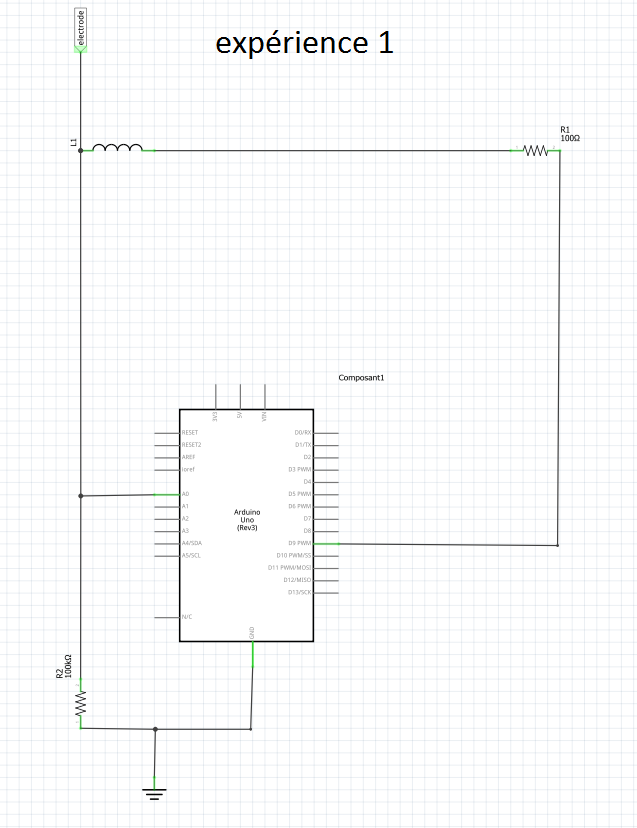 electrode
expérience 1
L1
R1
100Ω
Composant1
3V3
5V
VIN
RESET
RESET2
AREF
ioref
A0
A1
A2
A3
A4/SDA
A5/SCL
N/C
Arduino
Uno
(Rev3)
D0/RX
D1/TX
D2
D3 PWM
D4
D5 PWM
D6 PWM
D7
D8
D9 PWM
D10 PWM/SS
D11 PWM/MOSI
D12/MISO
D13/SCK
GND
R2
100kΩ